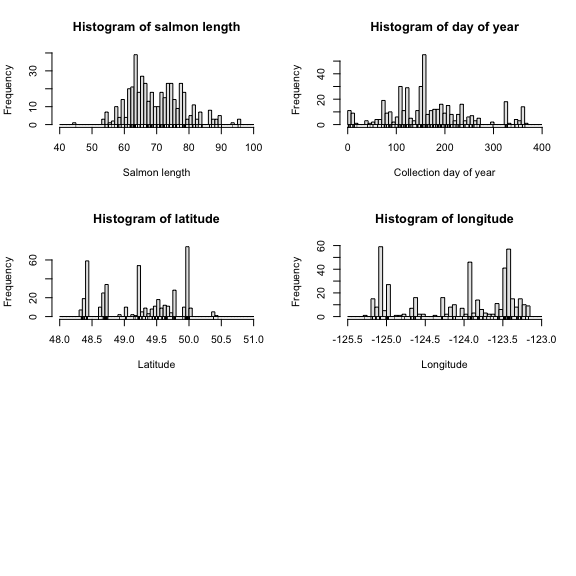 Histogram of salmon length
Frequency
10
30
40 50 60 70 80 90 100
0
Salmon length
Histogram of day of year
Frequency
0
20
40
0 100 200 300 400
Collection day of year
Histogram of latitude
Frequency
0
20
60
48.0 48.5 49.0 49.5 50.0 50.5 51.0
Latitude
Histogram of longitude
Frequency
0
20
40
60
-125.5 -125.0 -124.5 -124.0 -123.5 -123.0
Longitude